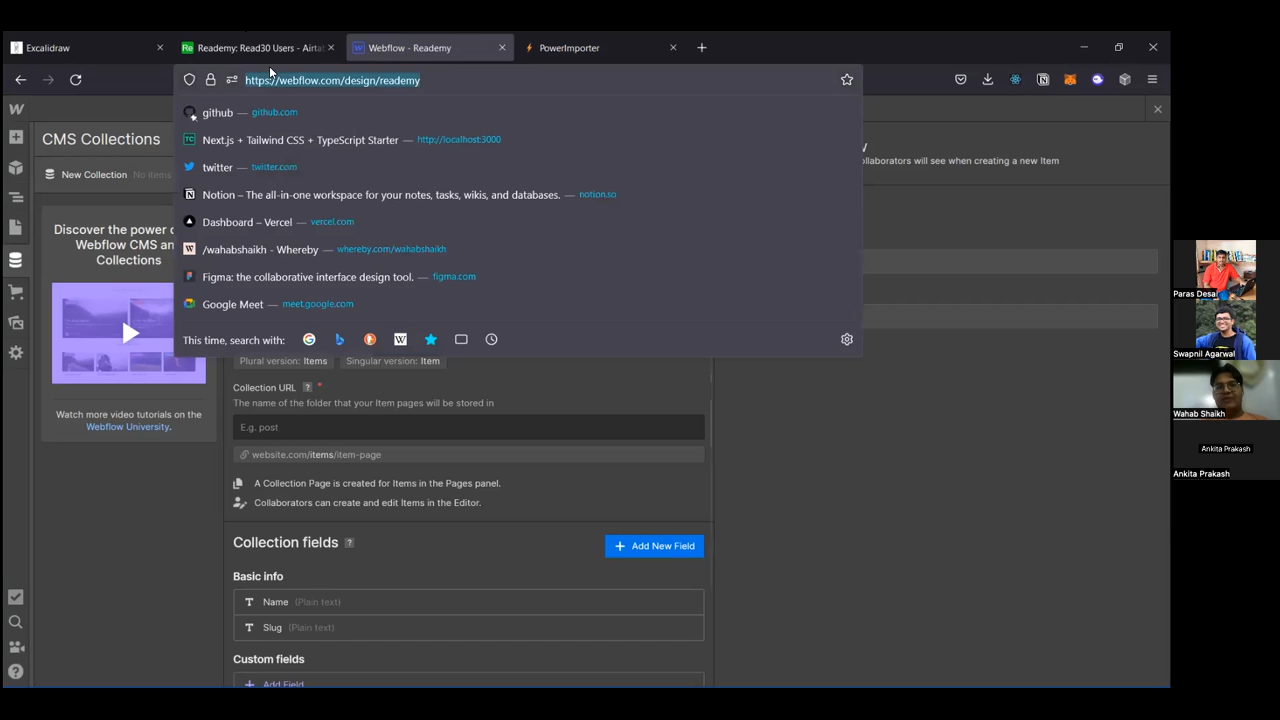 Excalidraw
Readmy: Read30 Users - Airta
Webflow - Reademy
PowerImporter
https://webflow.com/design/reademy
github — github.com
Next.js + Tailwind CSS + TypeScript Starter — http://localhost:3000
twitter — twitter.com
Notion – The all-in-one workspace for your notes, tasks, wikis, and databases. — notion.so
Dashboard – Vercel — vercel.com
/wahabshaikh - Whereby — whereby.com/wahabshaikh
Figma: the collaborative interface design tool. — figma.com
Google Meet — meet.google.com
This time, search with:
CMS Collections
New Collection No items
Discover the power o
Webflow CMS an
Collections
Watch more video tutorials on the
Webflow University.
ollaborators will see when creating a new Item
Plural version: Items Singular version: Item
Collection URL ? *
The name of the folder that your Item pages will be stored in
E.g. post
website.com/items/item-page
A Collection Page is created for Items in the Pages panel.
Collaborators can create and edit Items in the Editor.
Collection fields ?
+ Add New Field
Basic info
Name (Plain text)
Slug (Plain text)
Custom fields
+ Add Field
Paras Desai
Swapnil Agarwal
Wahab Shaikh
Ankita Prakash
Ankita Prakash